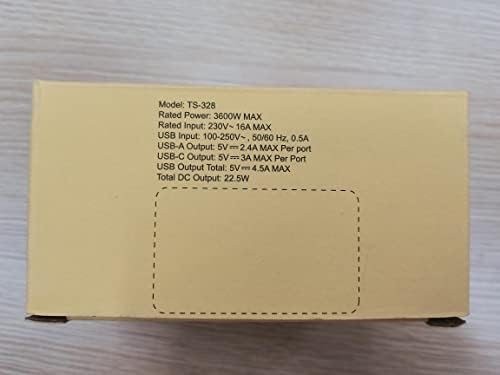 Model: TS-328
Rated Power: 3600W MAX
Rated Input: 230V~ 16A MAX
USB Input: 100-250V~, 50/60 Hz, 0.5A
USB-A Output: 5V⎓2.4A MAX Per port
USB-C Output: 5V⎓3A MAX Per Port
USB Output Total: 5V⎓4.5A MAX
Total DC Output: 22.5W